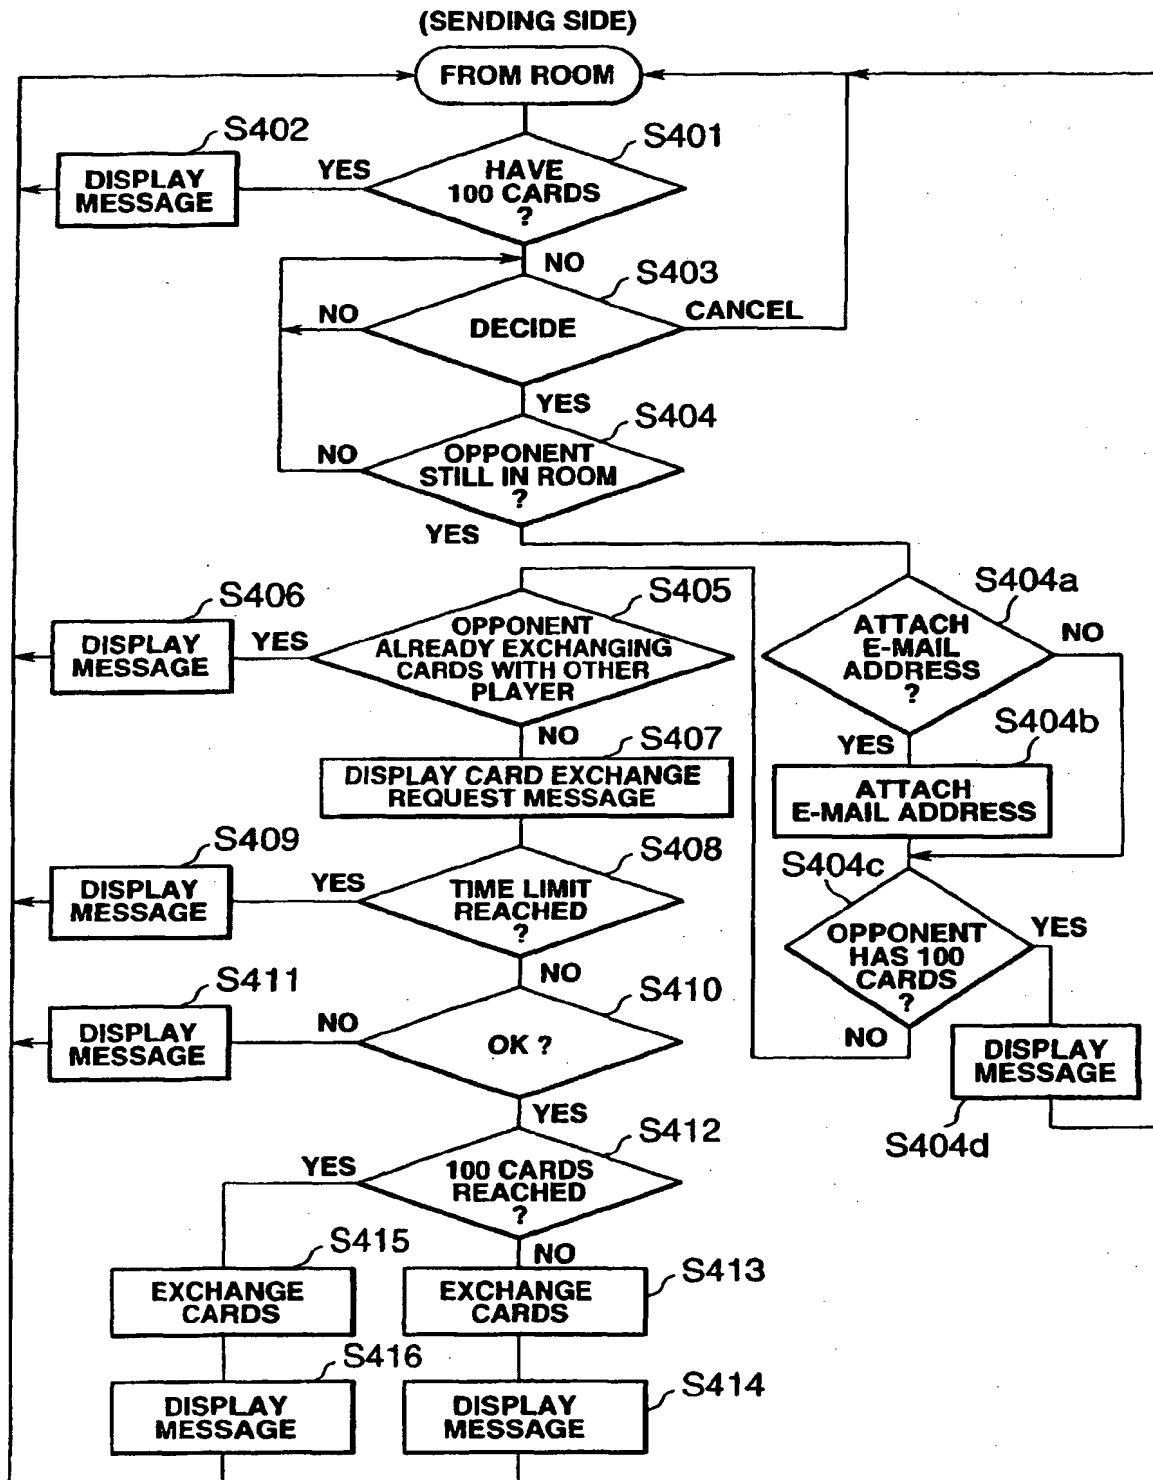 (SENDING SIDE)
FROM ROOM
S402
S401
DISPLAY
MESSAGE
YES
HAVE
100 CARDS
?
NO
S403
NO
DECIDE
CANCEL
YES
S404
NO
OPPONENT
STILL IN ROOM
?
YES
S406
S405
S404a
DISPLAY
MESSAGE
YES
OPPONENT
ALREADY EXCHANGING
CARDS WITH OTHER
PLAYER
ATTACH
E-MAIL
ADDRESS
?
NO
NO
S407
YES
S404b
DISPLAY CARD EXCHANGE
REQUEST MESSAGE
ATTACH
E-MAIL ADDRESS
S409
S408
S404c
DISPLAY
MESSAGE
YES
TIME LIMIT
REACHED
?
OPPONENT
HAS 100
CARDS
?
YES
NO
S411
S410
DISPLAY
MESSAGE
NO
OK ?
NO
DISPLAY
MESSAGE
S404d
YES
S412
YES
100 CARDS
REACHED
?
S415
NO
S413
EXCHANGE
CARDS
EXCHANGE
CARDS
S416
S414
DISPLAY
MESSAGE
DISPLAY
MESSAGE